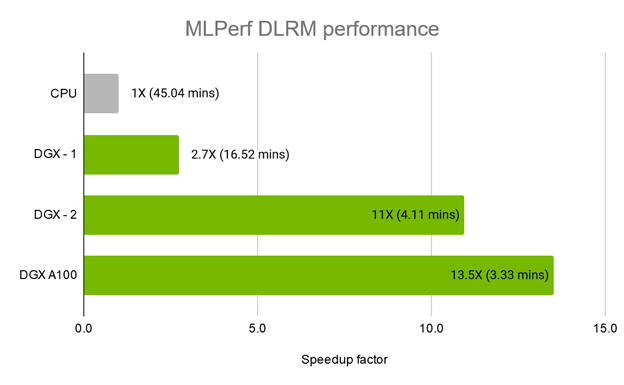 MLPerf DLRM performance
CPU
1X (45.04 mins)
DGX - 1
2.7X (16.52 mins)
DGX - 2
11X (4.11 mins)
DGX A100
13.5X (3.33 mins)
0.0
5.0
10.0
15.0
Speedup factor